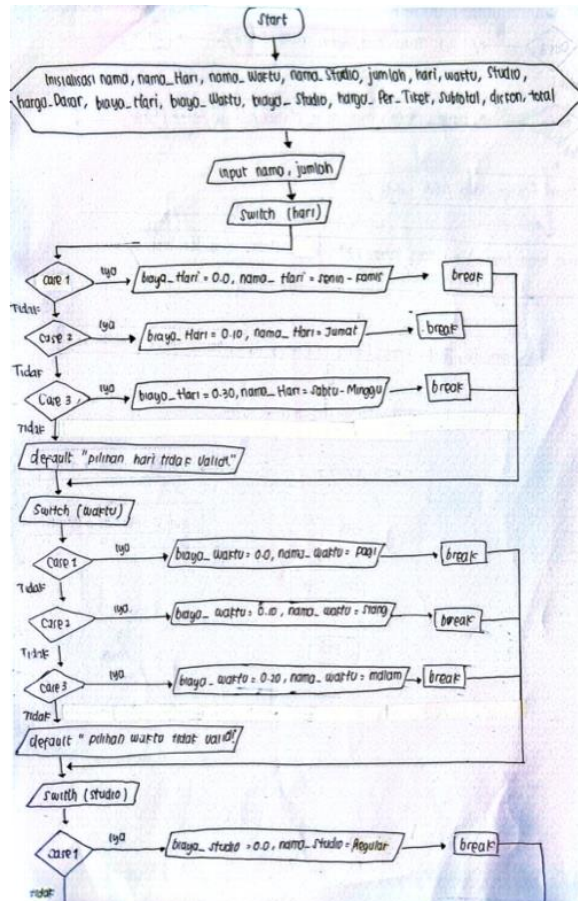 Start
Inisialisasi nama, nama_Hari, nama_Waktu, nama_Studio, jumlah, hari, waktu, Studio,
harga_Dasar, biaya_Hari, biaya_Waktu, biaya_Studio, harga_Per_Tiket, Subtotal, diskon, total
input nama, jumlah
Switch (hari)
Case 1
iya
biaya_Hari = 0.0, nama_Hari = senin - kamis
break
Tidak
Case 2
iya
biaya_Hari = 0.10, nama_Hari = Jumat
break
Tidak
Case 3
iya
biaya_Hari = 0.30, nama_Hari = Sabtu - Minggu
break
Tidak
default "pilihan hari tidak valid"
Switch (waktu)
Case 1
iya
biaya_waktu = 0.0, nama_waktu = pagi
break
Tidak
Case 2
iya
biaya_waktu = 0.10, nama_waktu = siang
break
Tidak
Case 3
iya
biaya_waktu = 0.20, nama_waktu = malam
break
Tidak
default "pilihan waktu tidak valid"
Switch (studio)
Case 1
iya
biaya_studio = 0.0, nama_studio = Regular
break
Tidak